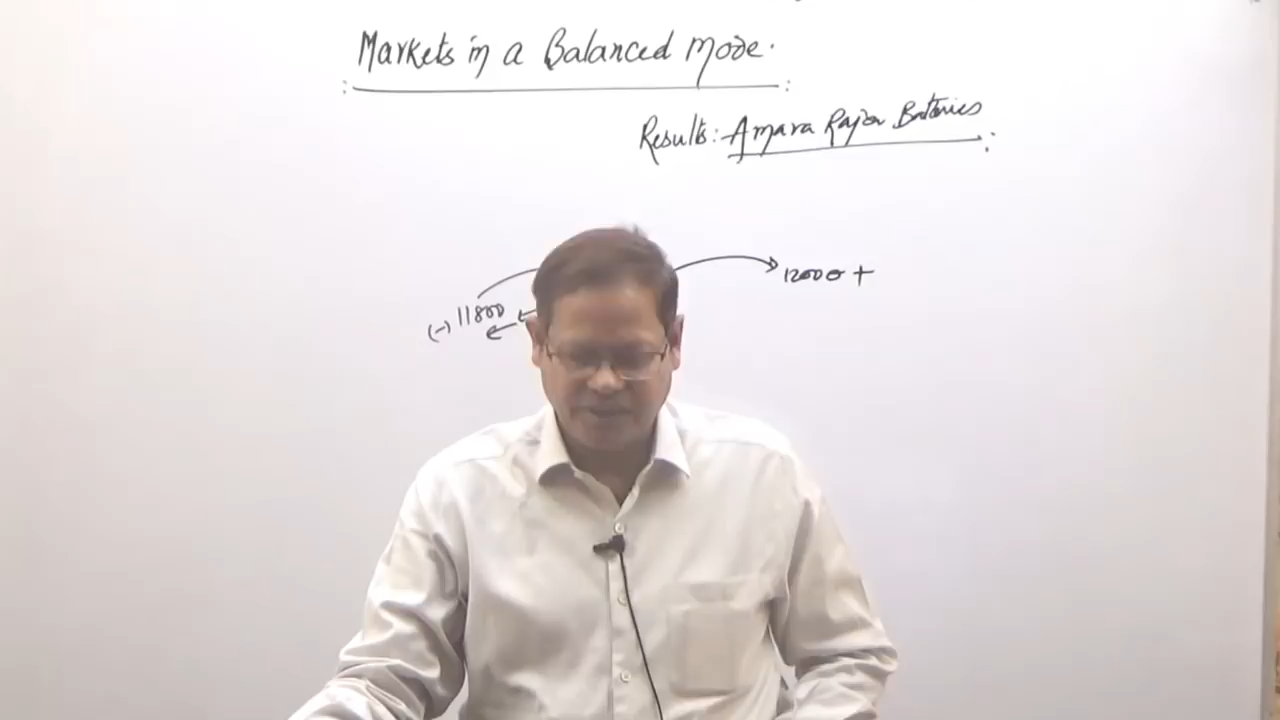 Markets in a Balanced Mode.
Results: Amara Raja Batteries
12000 +
(-) 11800